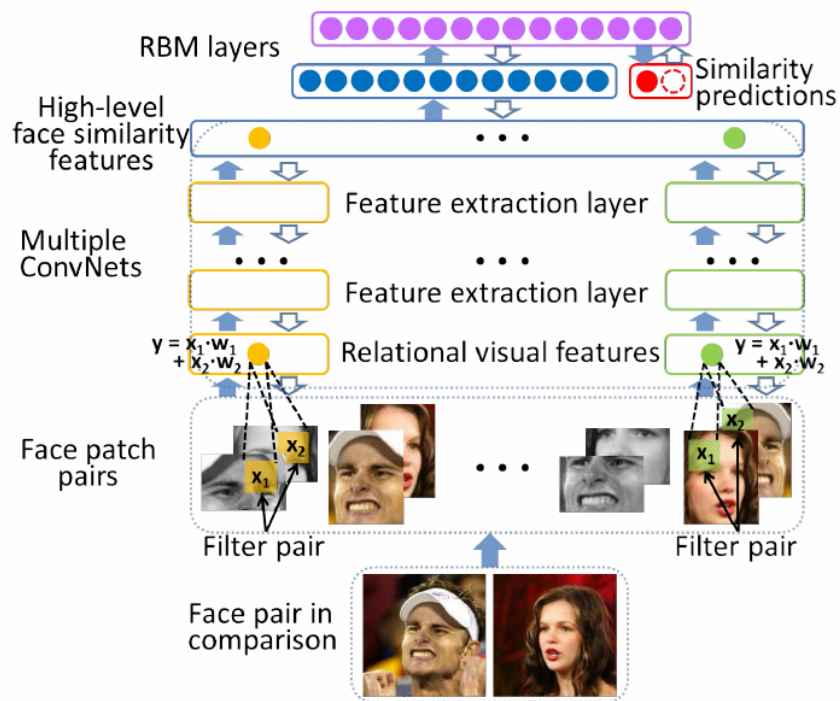 RBM layers
Similarity
predictions
High-level
face similarity
features
• • •
Feature extraction layer
Multiple
ConvNets
• • •
• • •
• • •
Feature extraction layer
y = x₁·w₁
+ x₂·w₂
Relational visual features
y = x₁·w₁
+ x₂·w₂
Face patch
pairs
x₁
x₂
• • •
x₁
x₂
Filter pair
Filter pair
Face pair in
comparison